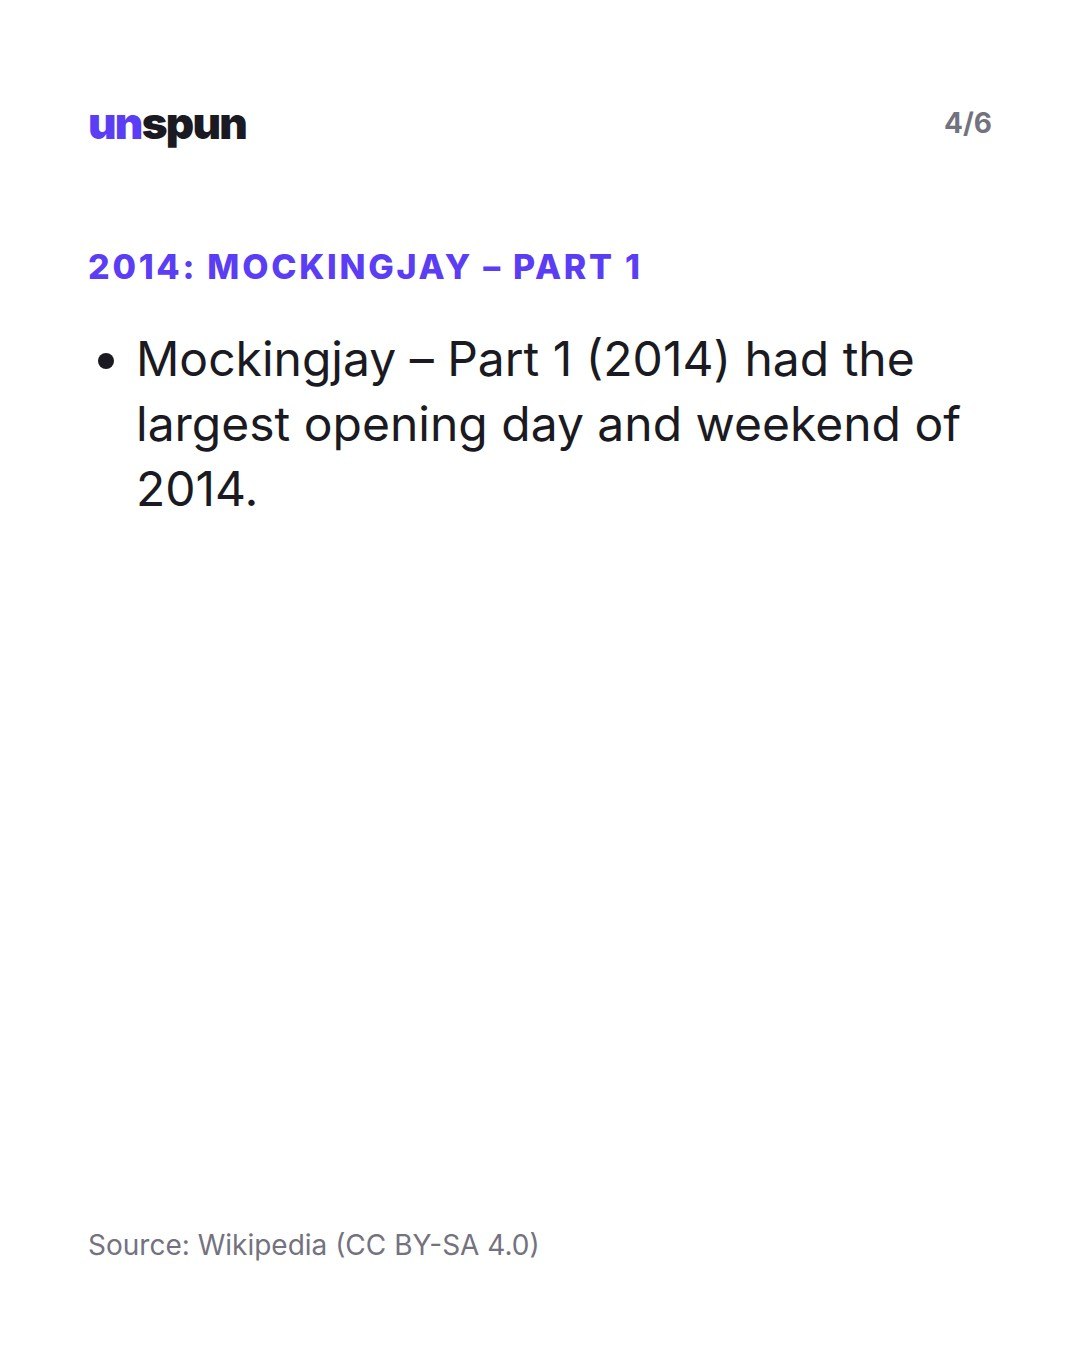 unspun
4/6
2014: MOCKINGJAY – PART 1
• Mockingjay – Part 1 (2014) had the
largest opening day and weekend of
2014.
Source: Wikipedia (CC BY-SA 4.0)